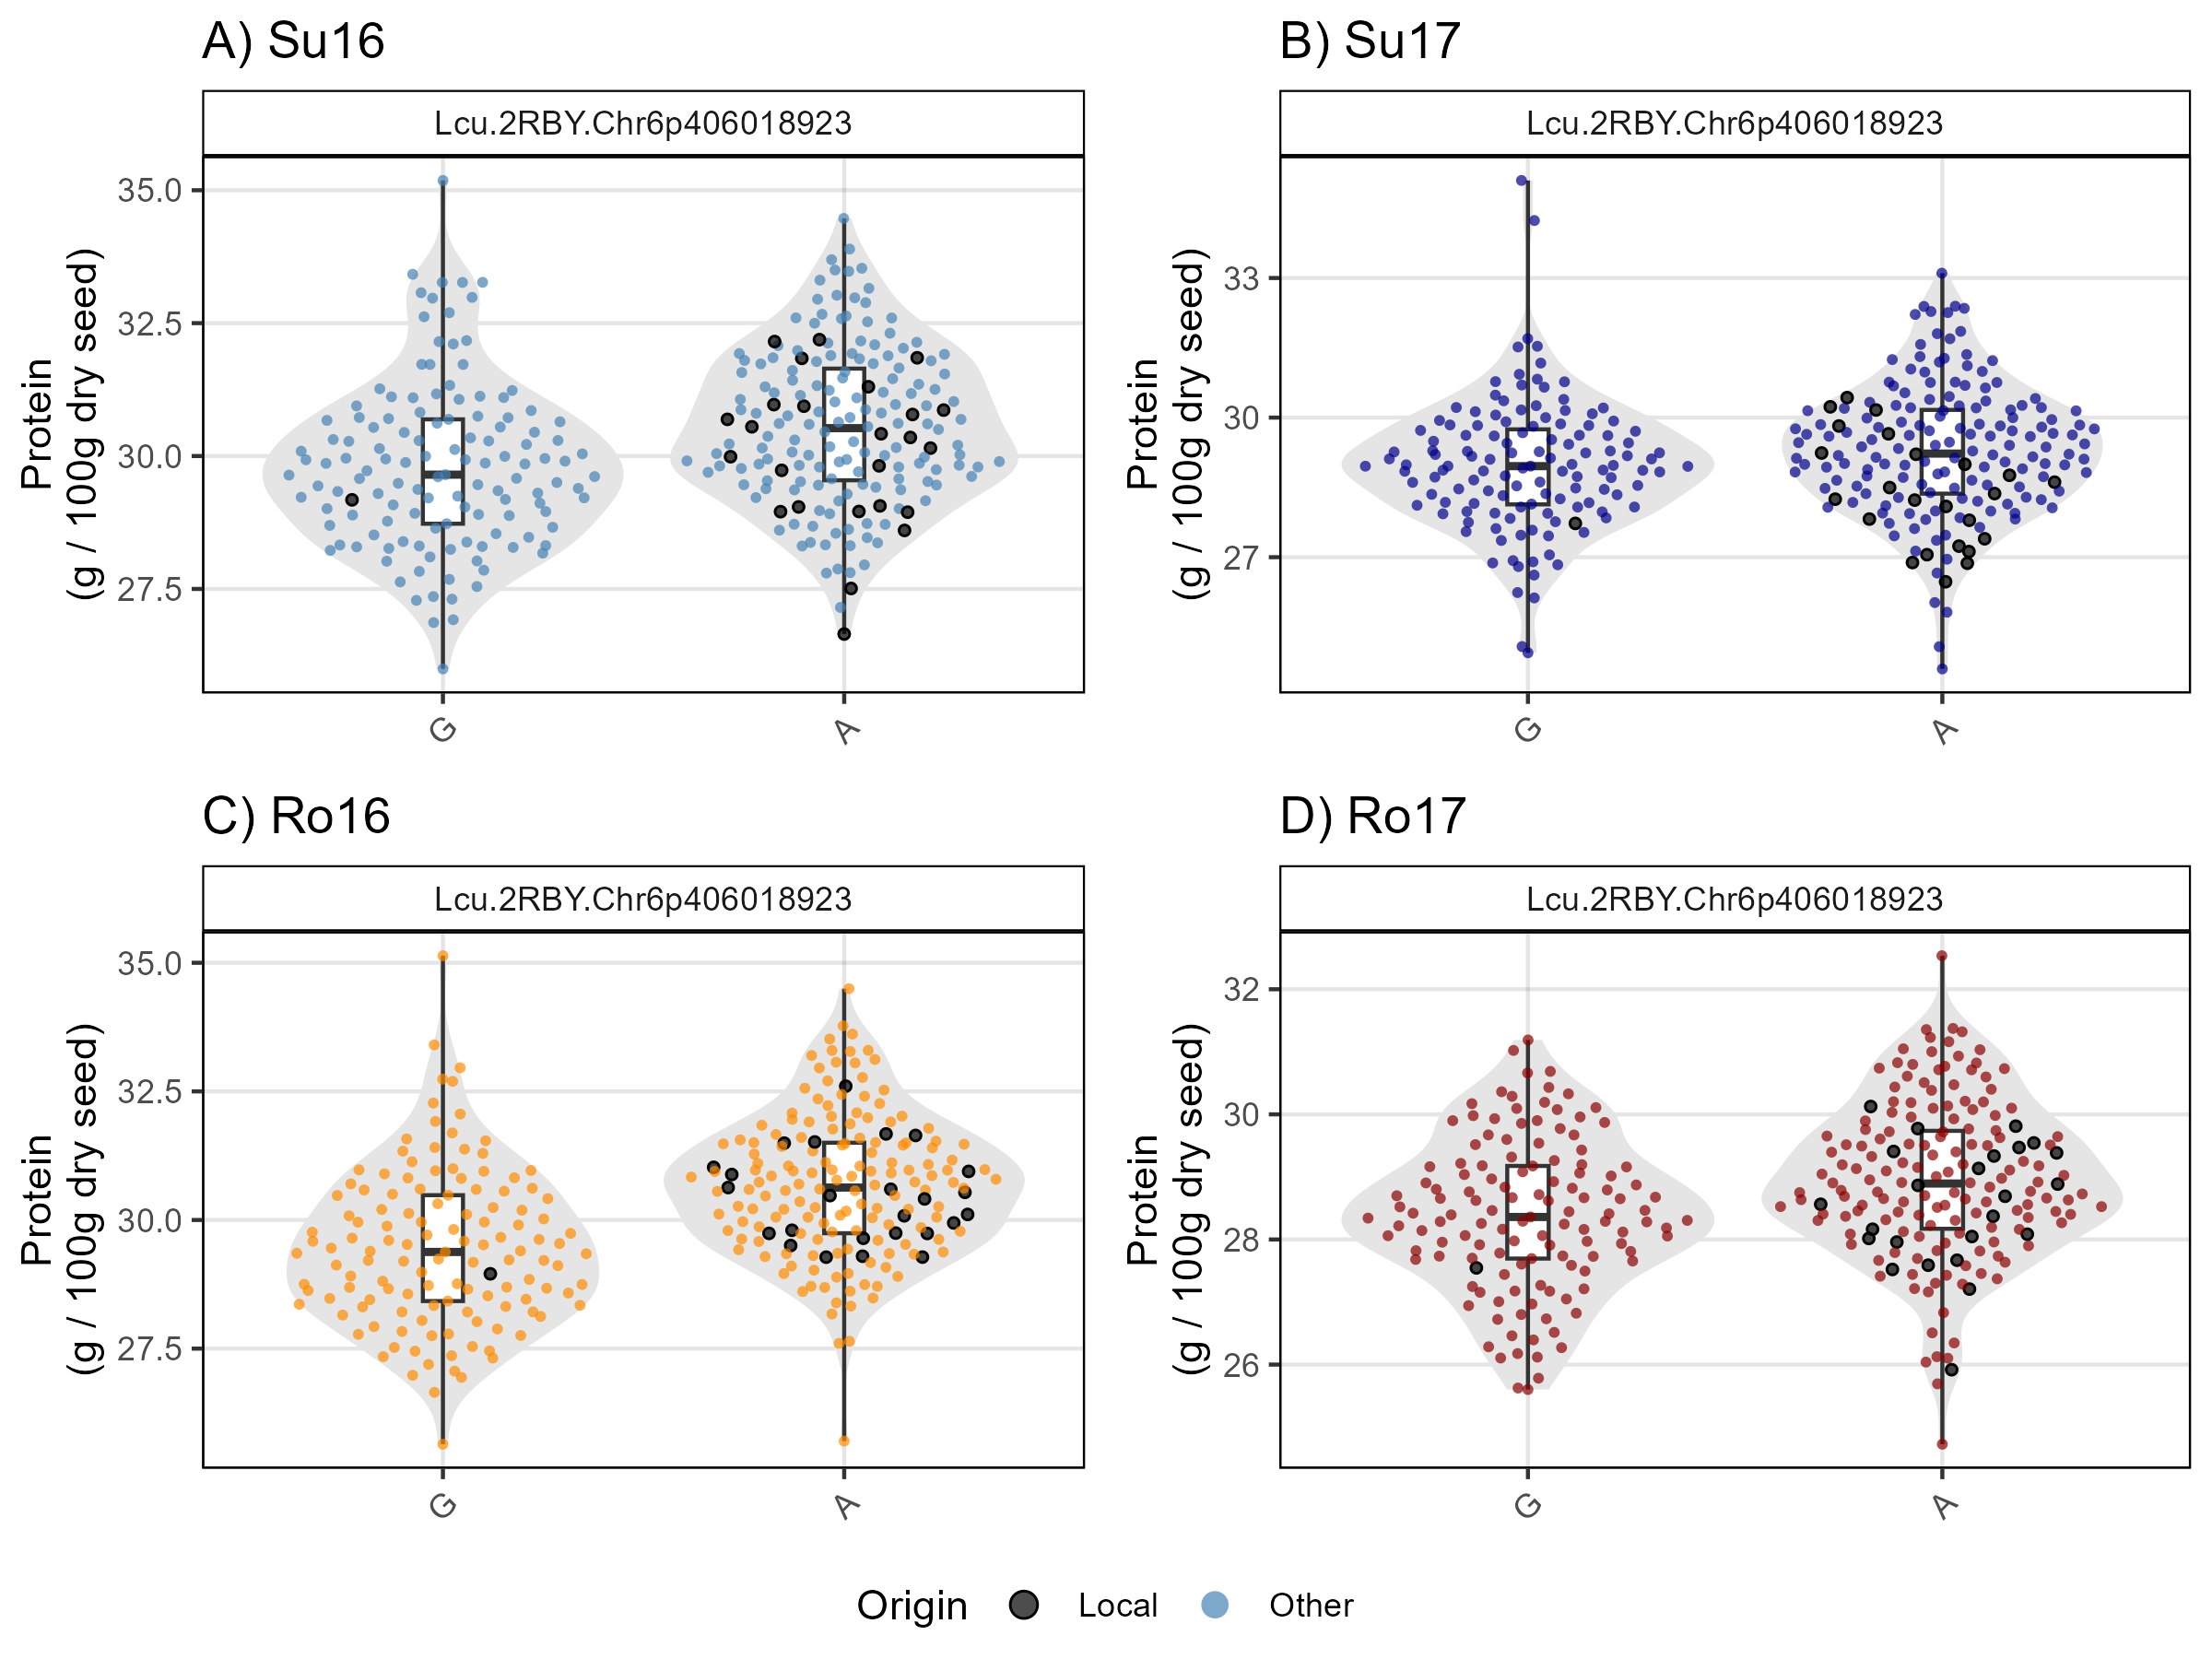 A) Su16
Lcu.2RBY.Chr6p406018923
Protein
(g / 100g dry seed)
35.0
32.5
30.0
27.5
G
A
B) Su17
Lcu.2RBY.Chr6p406018923
Protein
(g / 100g dry seed)
33
30
27
G
A
C) Ro16
Lcu.2RBY.Chr6p406018923
Protein
(g / 100g dry seed)
35.0
32.5
30.0
27.5
G
A
D) Ro17
Lcu.2RBY.Chr6p406018923
Protein
(g / 100g dry seed)
32
30
28
26
G
A
Origin Local Other